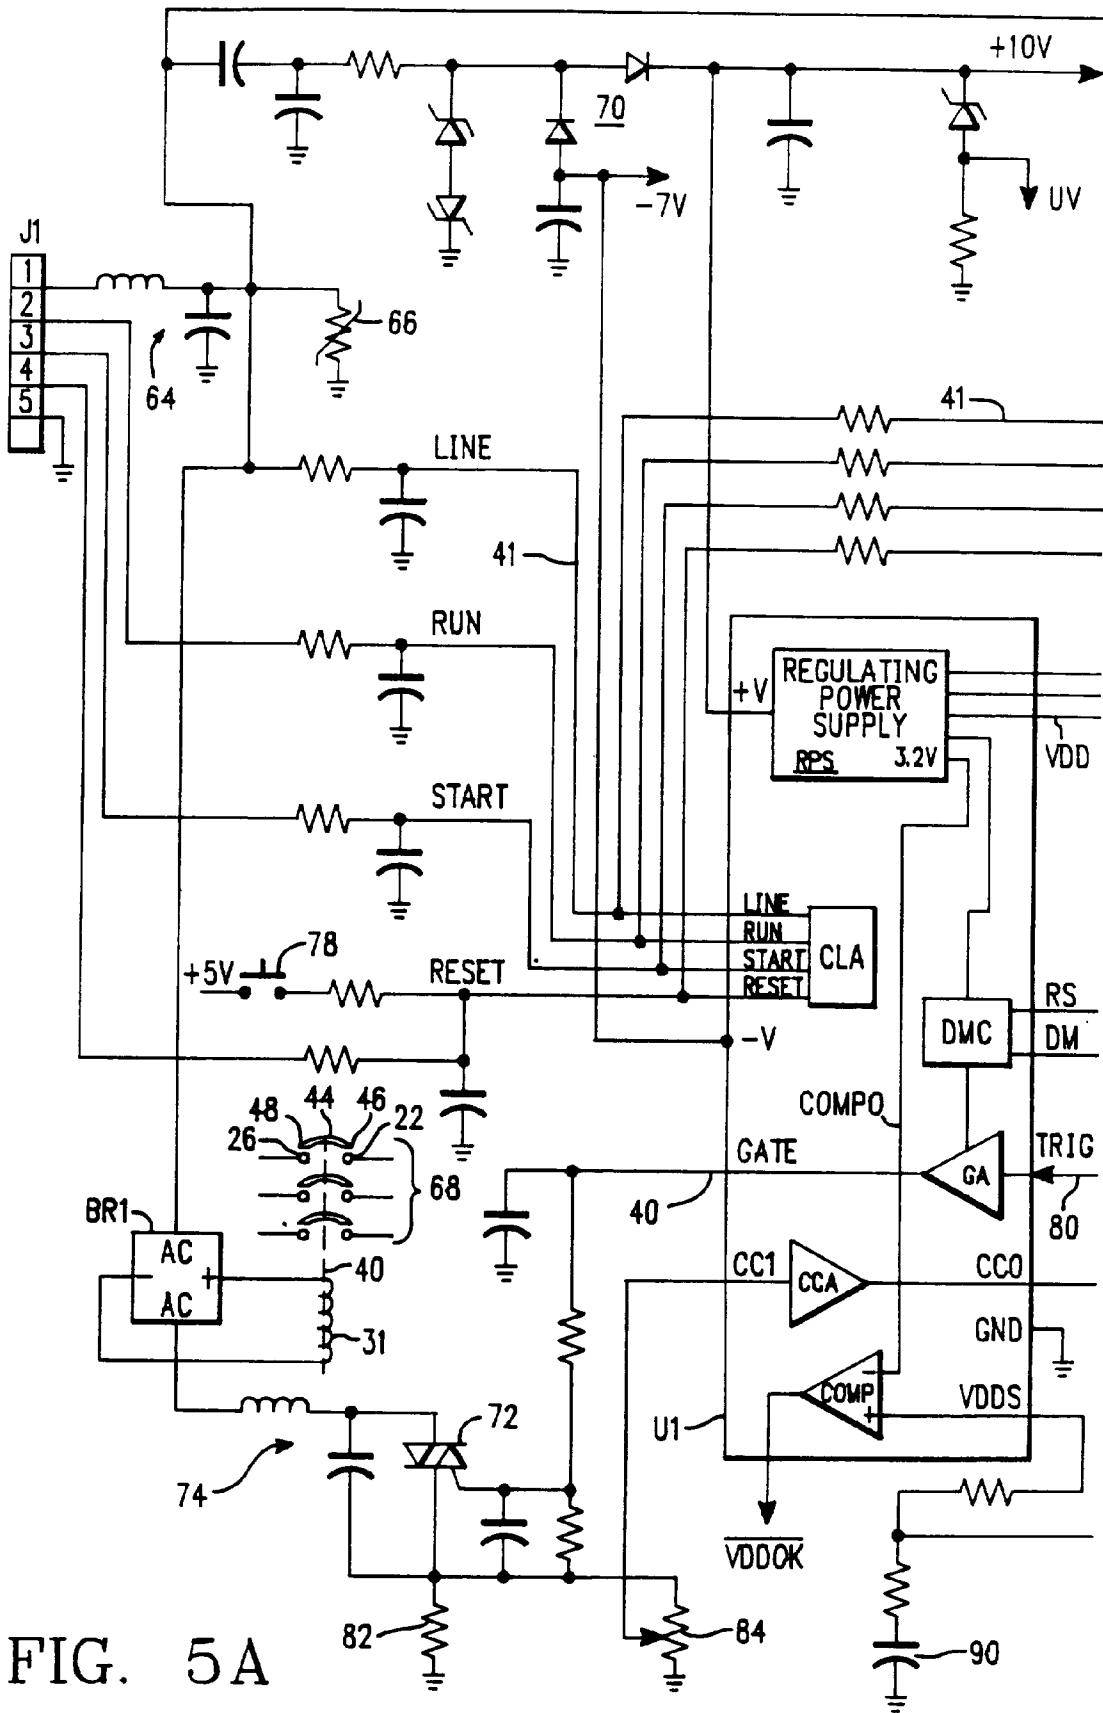 +10V
70
-7V
UV
J1
1
2
3
4
5
64
66
41
LINE
41
RUN
START
+V
REGULATING
POWER
SUPPLY
RPS
3.2V
VDD
LINE
RUN
START
RESET
CLA
78
+5V
RESET
-V
DMC
RS
DM
COMPO
44
48
46
26
22
68
GATE
40
GA
TRIG
80
BR1
AC
-
+
AC
40
31
CC1
CCA
CCO
GND
COMP
-
+
VDDS
U1
72
74
VDDOK
82
84
90
FIG. 5A